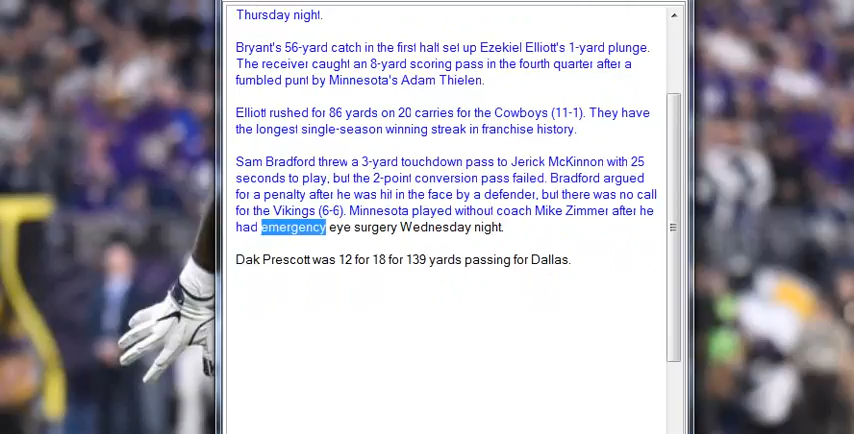 Thursday night.
Bryant's 56-yard catch in the first half set up Ezekiel Elliott's 1-yard plunge.
The receiver caught an 8-yard scoring pass in the fourth quarter after a
fumbled punt by Minnesota's Adam Thielen.
Elliott rushed for 86 yards on 20 carries for the Cowboys (11-1). They have
the longest single-season winning streak in franchise history.
Sam Bradford threw a 3-yard touchdown pass to Jerick McKinnon with 25
seconds to play, but the 2-point conversion pass failed. Bradford argued
for a penalty after he was hit in the face by a defender, but there was no call
for the Vikings (6-6). Minnesota played without coach Mike Zimmer after he
had emergency eye surgery Wednesday night.
Dak Prescott was 12 for 18 for 139 yards passing for Dallas.